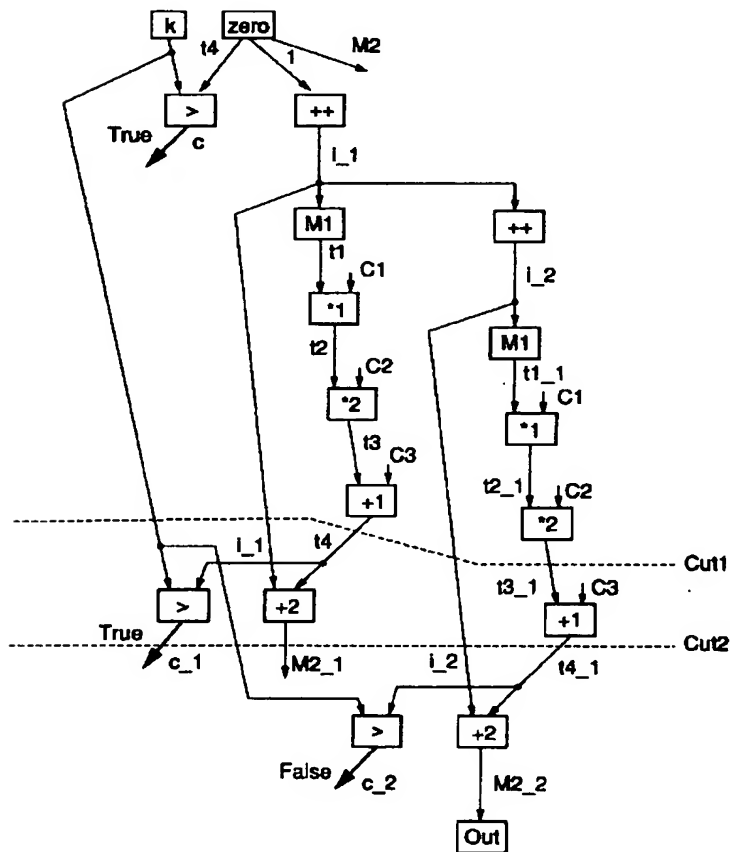 k zero
t4 1 M2
> ++
True c
i_1
M1 ++
t1
C1 i_2
*1
t2 M1
C2 t1_1
*2 C1
*1
t3
C3 t2_1
+1 C2
*2
i_1 t4 Cut1
t3_1 C3
> +2 +1
True Cut2
c_1 M2_1 i_2 t4_1
> +2
False c_2 M2_2
Out